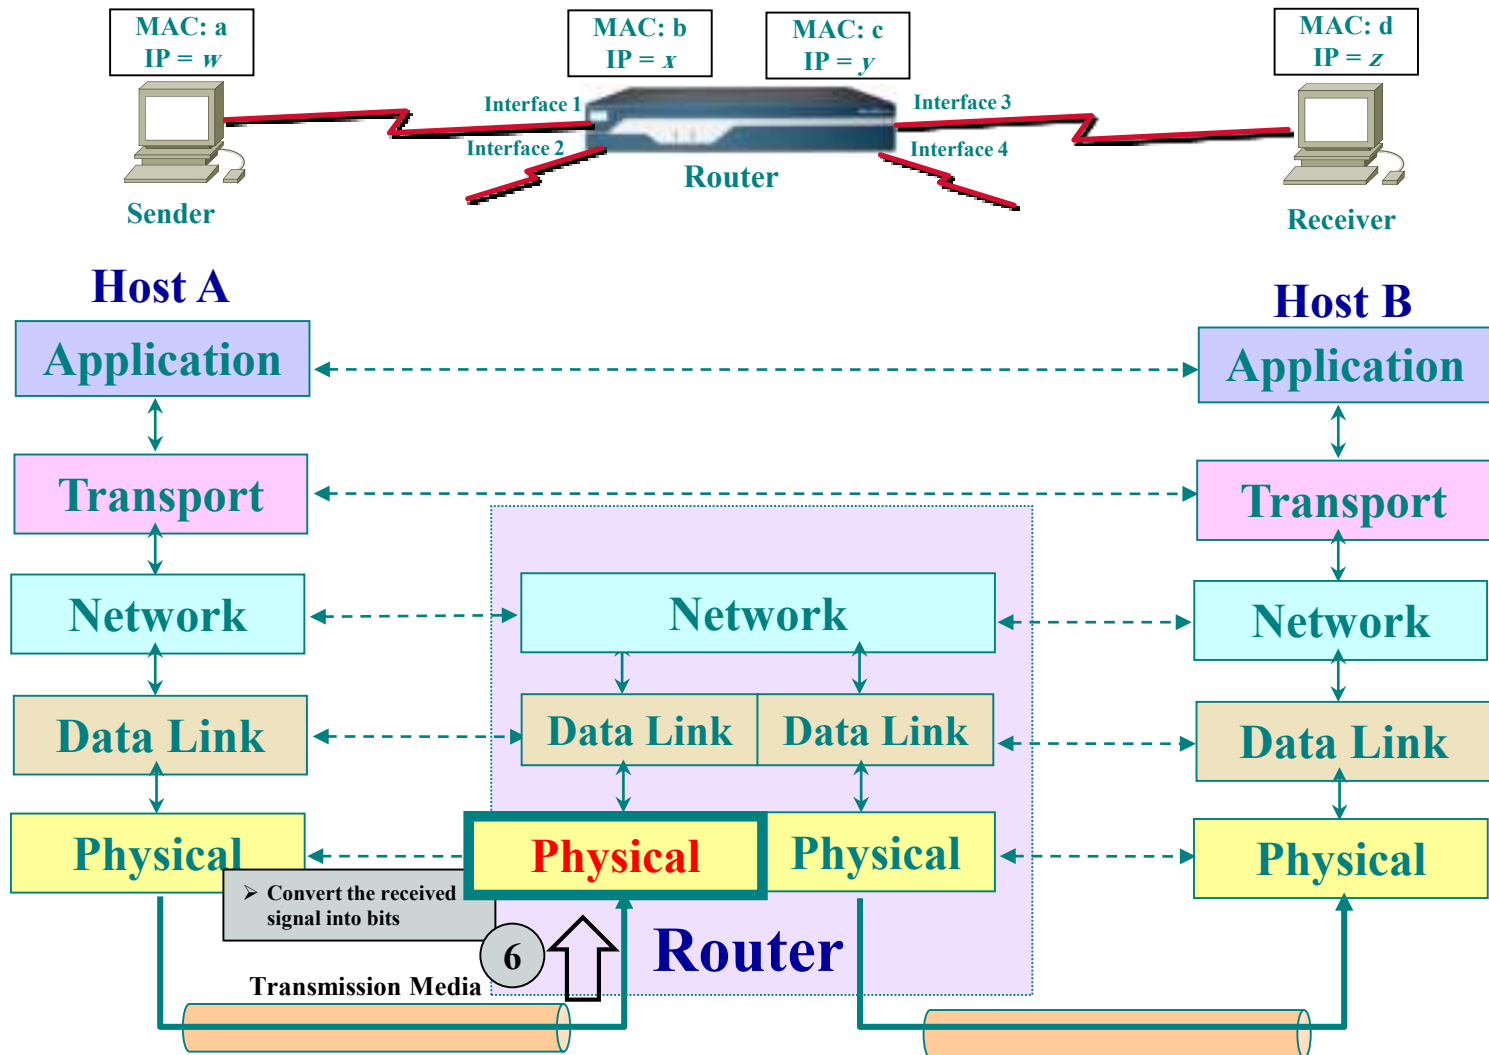 MAC: a
IP = w
MAC: b
IP = x
MAC: c
IP = y
MAC: d
IP = z
Interface 1
Interface 2
Interface 3
Interface 4
Router
Sender
Receiver
Host A
Host B
Application
Application
Transport
Transport
Network
Network
Network
Data Link
Data Link
Data Link
Data Link
Physical
Physical
Physical
Physical
➢ Convert the received
signal into bits
6
Router
Transmission Media